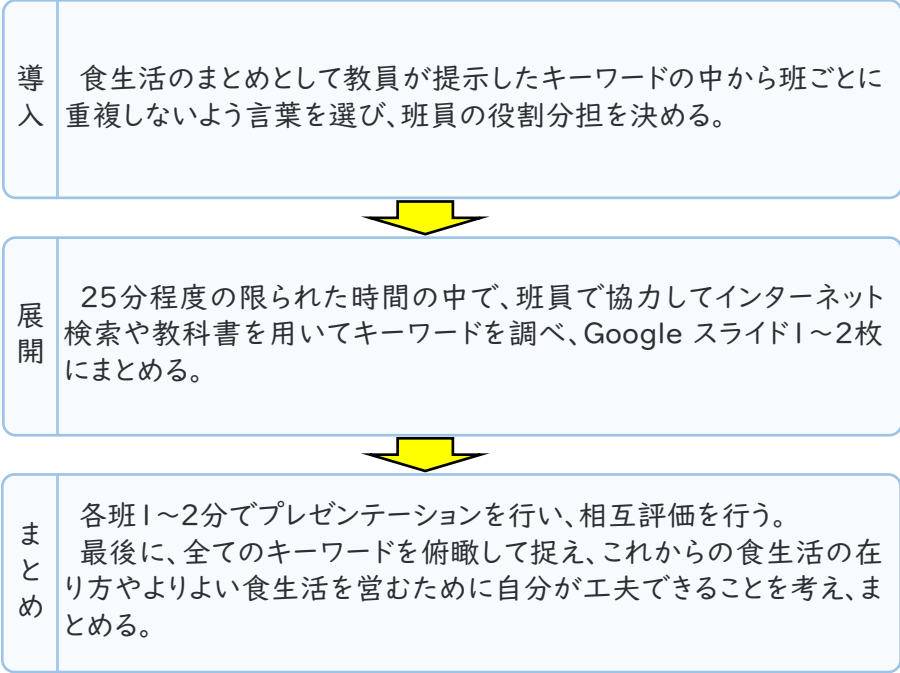 導入
食生活のまとめとして教員が提示したキーワードの中から班ごとに
重複しないよう言葉を選び、班員の役割分担を決める。
展開
25分程度の限られた時間の中で、班員で協力してインターネット
検索や教科書を用いてキーワードを調べ、Google スライド1～2枚
にまとめる。
まとめ
各班1～2分でプレゼンテーションを行い、相互評価を行う。
最後に、全てのキーワードを俯瞰して捉え、これからの食生活の在
り方やよりよい食生活を営むために自分が工夫できることを考え、ま
とめる。